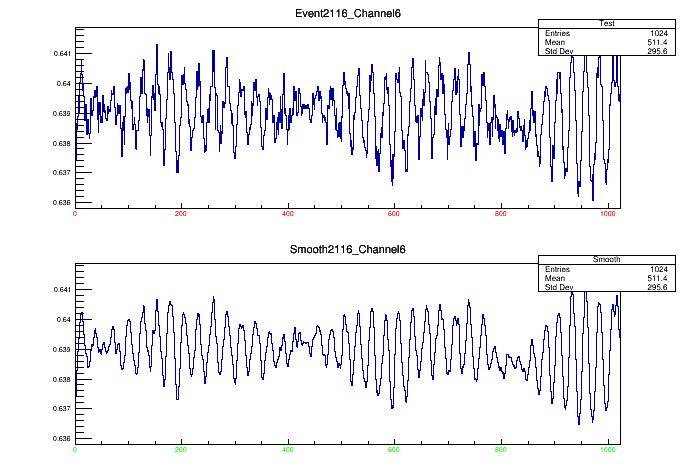 Event2116_Channel6
Test
Entries 1024
Mean 511.4
Std Dev 295.6
0.641
0.64
0.639
0.638
0.637
0.636
0 200 400 600 800 1000
Smooth2116_Channel6
Smooth
Entries 1024
Mean 511.4
Std Dev 295.6
0.641
0.64
0.639
0.638
0.637
0.636
0 200 400 600 800 1000